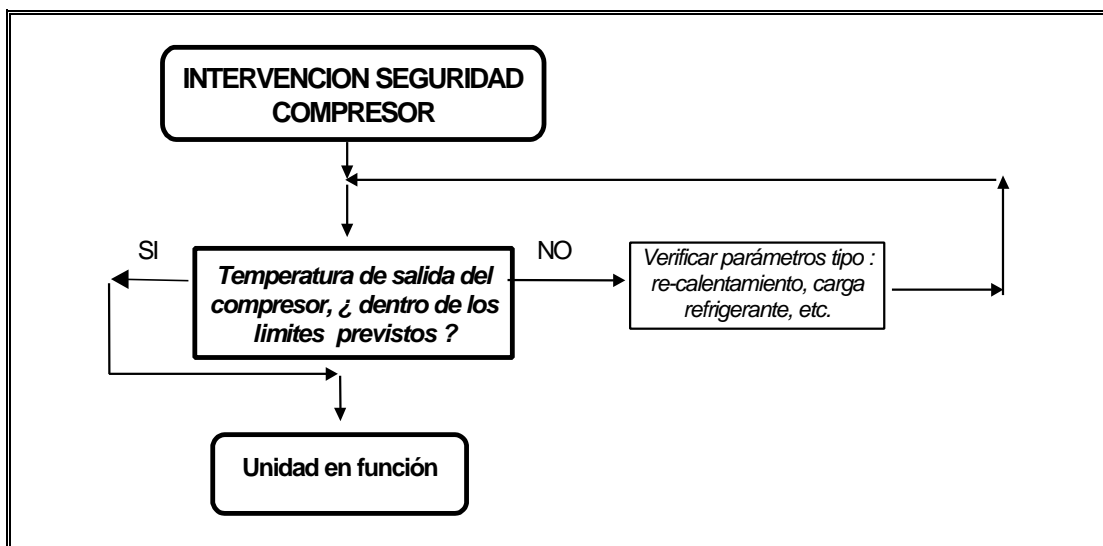 INTERVENCION SEGURIDAD
COMPRESOR
SI
Temperatura de salida del
compresor, ¿ dentro de los
limites previstos ?
NO
Verificar parámetros tipo :
re-calentamiento, carga
refrigerante, etc.
Unidad en función